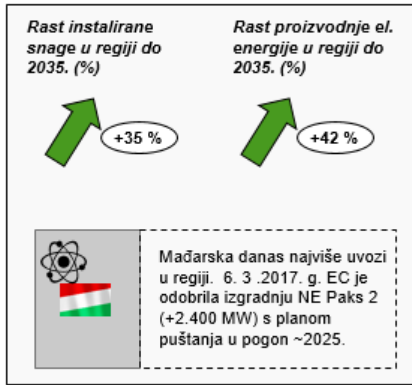 Rast instalirane
snage u regiji do
2035. (%)
+35 %
Rast proizvodnje el.
energije u regiji do
2035. (%)
+42 %
Mađarska danas najviše uvozi
u regiji.  6. 3 .2017. g. EC je
odobrila izgradnju NE Paks 2
(+2.400 MW) s planom
puštanja u pogon ~2025.